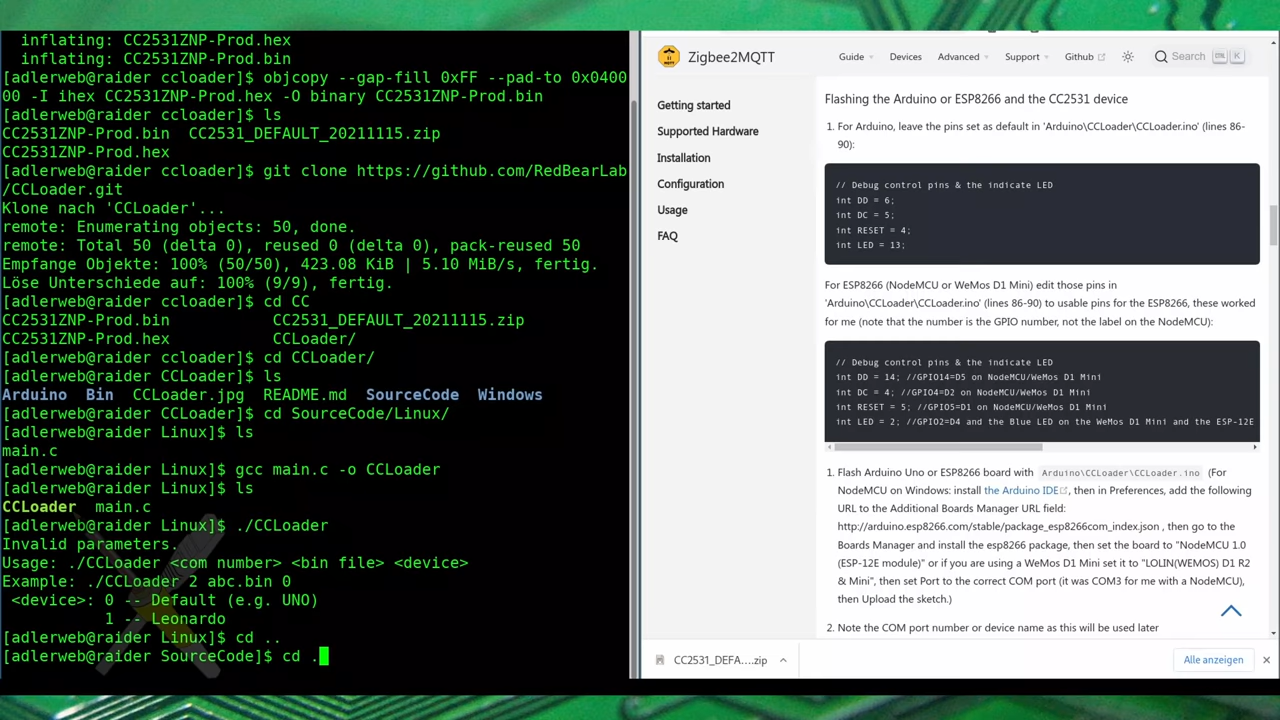 inflating: CC2531ZNP-Prod.hex
inflating: CC2531ZNP-Prod.bin
[adlerweb@raider ccloader]$ objcopy --gap-fill 0xFF --pad-to 0x0400
00 -I ihex CC2531ZNP-Prod.hex -O binary CC2531ZNP-Prod.bin
[adlerweb@raider ccloader]$ ls
CC2531ZNP-Prod.bin  CC2531_DEFAULT_20211115.zip
CC2531ZNP-Prod.hex
[adlerweb@raider ccloader]$ git clone https://github.com/RedBearLab
/CCLoader.git
Klone nach 'CCLoader'...
remote: Enumerating objects: 50, done.
remote: Total 50 (delta 0), reused 0 (delta 0), pack-reused 50
Empfange Objekte: 100% (50/50), 423.08 KiB | 5.10 MiB/s, fertig.
Löse Unterschiede auf: 100% (9/9), fertig.
[adlerweb@raider ccloader]$ cd CC
CC2531ZNP-Prod.bin           CC2531_DEFAULT_20211115.zip
CC2531ZNP-Prod.hex           CCLoader/
[adlerweb@raider ccloader]$ cd CCLoader/
[adlerweb@raider CCLoader]$ ls
Arduino  Bin  CCLoader.jpg  README.md  SourceCode  Windows
[adlerweb@raider CCLoader]$ cd SourceCode/Linux/
[adlerweb@raider Linux]$ ls
main.c
[adlerweb@raider Linux]$ gcc main.c -o CCLoader
[adlerweb@raider Linux]$ ls
CCLoader  main.c
[adlerweb@raider Linux]$ ./CCLoader
Invalid parameters.
Usage: ./CCLoader <com number> <bin file> <device>
Example: ./CCLoader 2 abc.bin 0
<device>: 0 -- Default (e.g. UNO)
1 -- Leonardo
[adlerweb@raider Linux]$ cd ..
[adlerweb@raider SourceCode]$ cd .
Zigbee2MQTT
Guide
Devices
Advanced
Support
Github
Search
K
Getting started
Supported Hardware
Installation
Configuration
Usage
FAQ
Flashing the Arduino or ESP8266 and the CC2531 device
1. For Arduino, leave the pins set as default in 'Arduino\CCLoader\CCLoader.ino' (lines 86-
90):
// Debug control pins & the indicate LED
int DD = 6;
int DC = 5;
int RESET = 4;
int LED = 13;
For ESP8266 (NodeMCU or WeMos D1 Mini) edit those pins in
'Arduino\CCLoader\CCLoader.ino' (lines 86-90) to usable pins for the ESP8266, these worked
for me (note that the number is the GPIO number, not the label on the NodeMCU):
// Debug control pins & the indicate LED
int DD = 14; //GPIO14=D5 on NodeMCU/WeMos D1 Mini
int DC = 4; //GPIO4=D2 on NodeMCU/WeMos D1 Mini
int RESET = 5; //GPIO5=D1 on NodeMCU/WeMos D1 Mini
int LED = 2; //GPIO2=D4 and the Blue LED on the WeMos D1 Mini and the ESP-12E
1. Flash Arduino Uno or ESP8266 board with Arduino\CCLoader\CCLoader.ino (For
NodeMCU on Windows: install the Arduino IDE, then in Preferences, add the following
URL to the Additional Boards Manager URL field:
http://arduino.esp8266.com/stable/package_esp8266com_index.json , then go to the
Boards Manager and install the esp8266 package, then set the board to "NodeMCU 1.0
(ESP-12E module)" or if you are using a WeMos D1 Mini set it to "LOLIN(WEMOS) D1 R2
& Mini", then set Port to the correct COM port (it was COM3 for me with a NodeMCU),
then Upload the sketch.)
2. Note the COM port number or device name as this will be used later
CC2531_DEFA....zip
Alle anzeigen